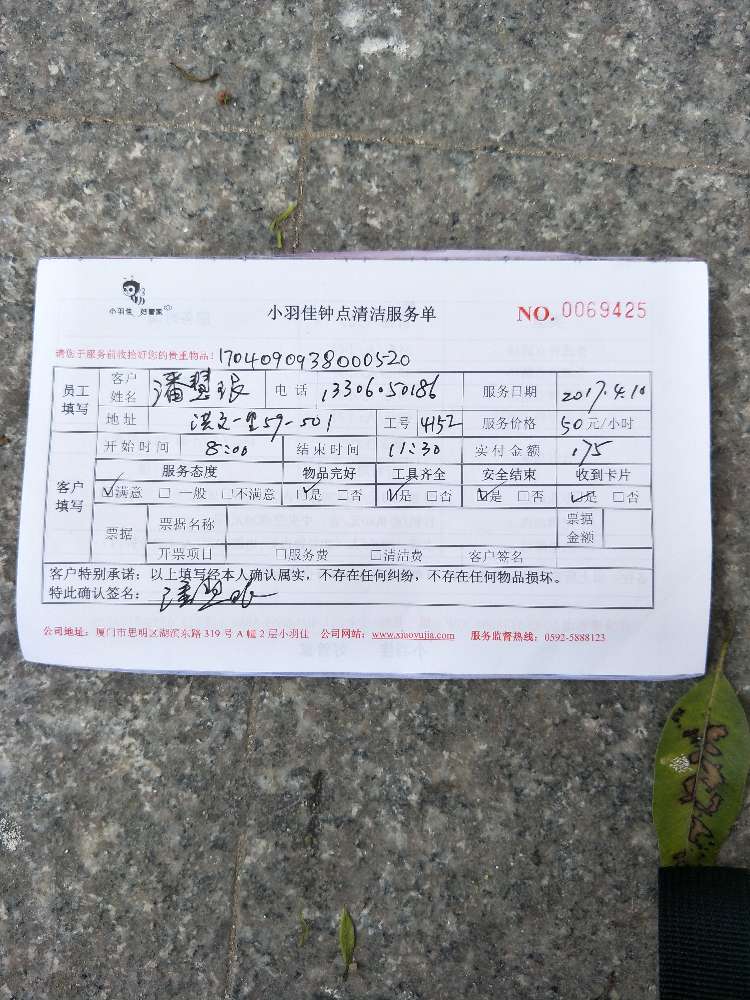 小羽佳 好管家
小羽佳钟点清洁服务单 NO. 0069425
请您于服务前收拾好您的贵重物品! 1704090938000520
员工填写 客户姓名 潘慧琅 电话 13306050186 服务日期 2017.4.10
地址 洪文一里59-501 工号 4152 服务价格 50元/小时
客户填写 开始时间 8:00 结束时间 11:30 实付金额 175
服务态度 物品完好 工具齐全 安全结束 收到卡片
☑满意 □一般 □不满意 ☑是 □否 ☑是 □否 ☑是 □否 ☑是 □否
票据 票据名称 票据金额
开票项目 □服务费 □清洁费 客户签名
客户特别承诺：以上填写经本人确认属实，不存在任何纠纷，不存在任何物品损坏。
特此确认签名：
公司地址：厦门市思明区湖滨东路 319 号 A 幢 2 层小羽佳 公司网站：www.xiaoyujia.com 服务监督热线：0592-5888123